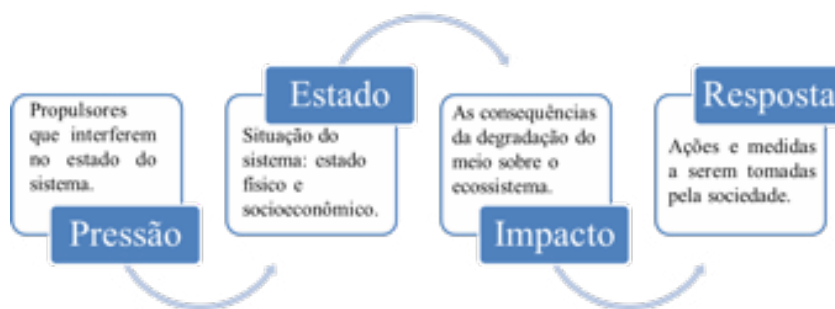 Propulsores
que interferem
no estado do
sistema.
Pressão
Estado
Situação do
sistema: estado
físico e
socioeconômico.
As consequências
da degradação do
meio sobre o
ecossistema.
Impacto
Resposta
Ações e medidas
a serem tomadas
pela sociedade.